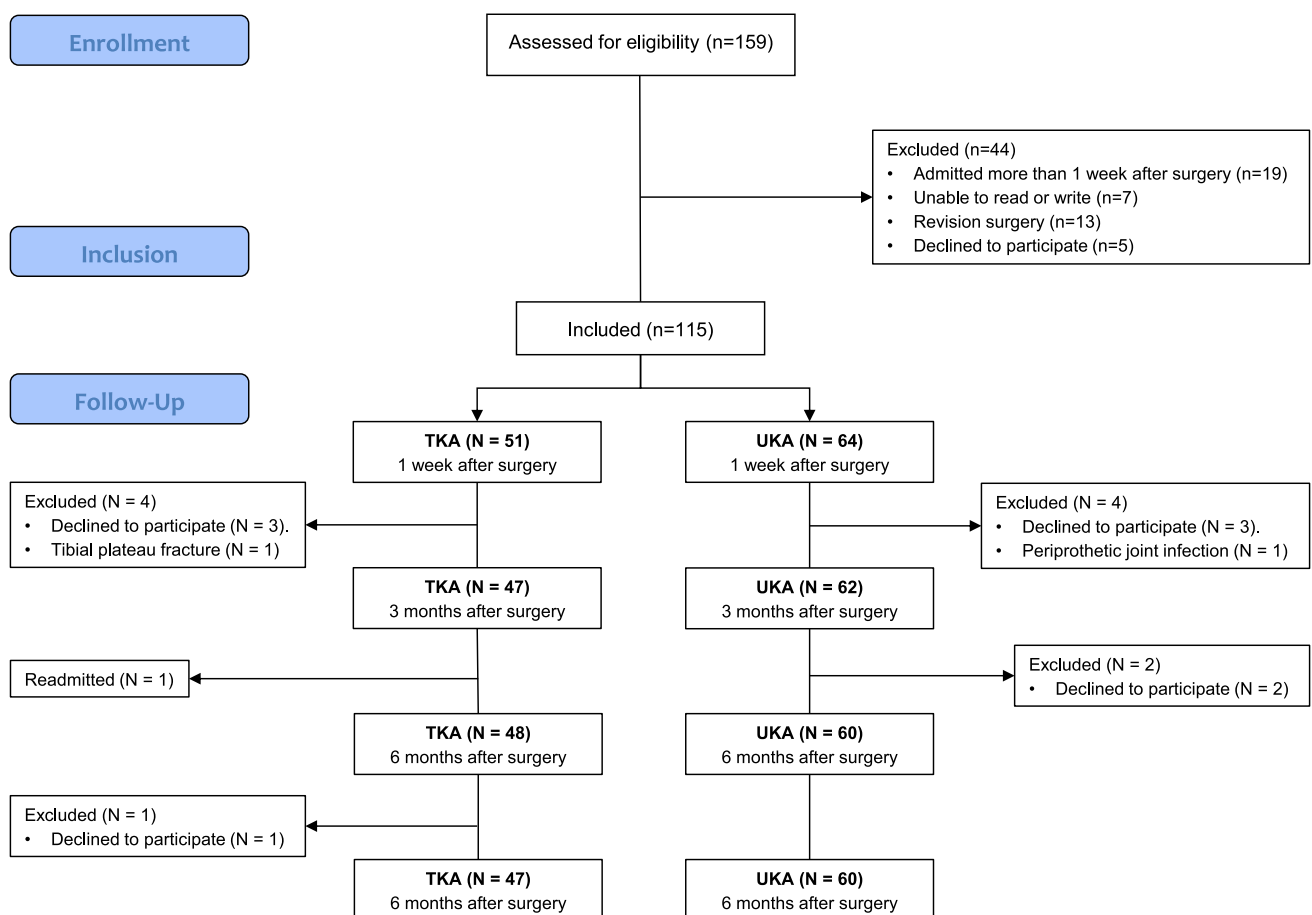 Enrollment
Assessed for eligibility (n=159)
Excluded (n=44)
• Admitted more than 1 week after surgery (n=19)
• Unable to read or write (n=7)
• Revision surgery (n=13)
• Declined to participate (n=5)
Inclusion
Included (n=115)
Follow-Up
TKA (N = 51)
1 week after surgery
UKA (N = 64)
1 week after surgery
Excluded (N = 4)
• Declined to participate (N = 3).
• Tibial plateau fracture (N = 1)
Excluded (N = 4)
• Declined to participate (N = 3).
• Periprothetic joint infection (N = 1)
TKA (N = 47)
3 months after surgery
UKA (N = 62)
3 months after surgery
Readmitted (N = 1)
Excluded (N = 2)
• Declined to participate (N = 2)
TKA (N = 48)
6 months after surgery
UKA (N = 60)
6 months after surgery
Excluded (N = 1)
• Declined to participate (N = 1)
TKA (N = 47)
6 months after surgery
UKA (N = 60)
6 months after surgery